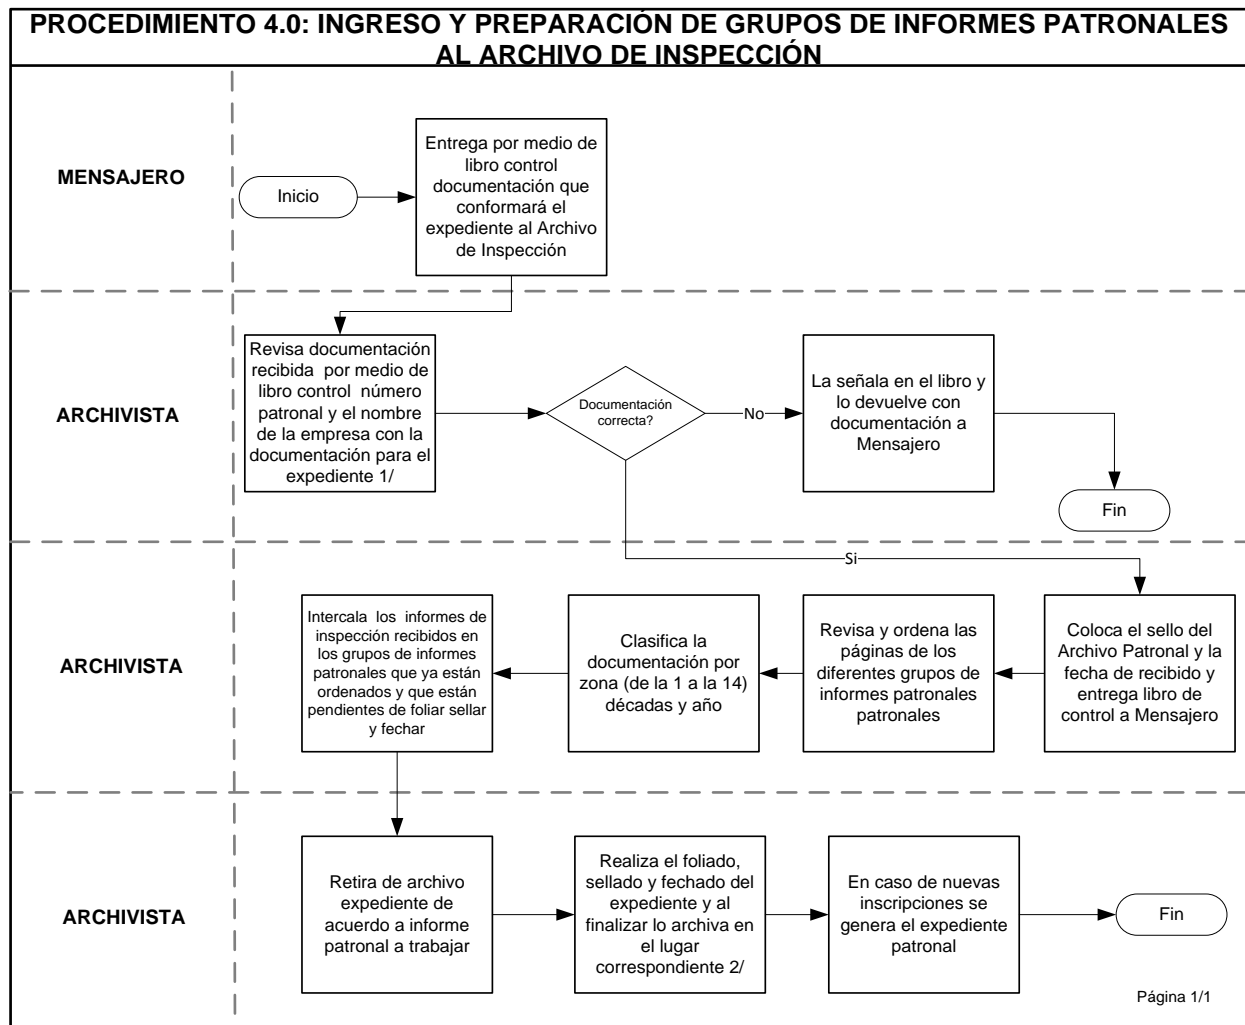 PROCEDIMIENTO 4.0: INGRESO Y PREPARACIÓN DE GRUPOS DE INFORMES PATRONALES
AL ARCHIVO DE INSPECCIÓN
MENSAJERO
Inicio
Entrega por medio de
libro control
documentación que
conformará el
expediente al Archivo
de Inspección
ARCHIVISTA
Revisa documentación
recibida por medio de
libro control número
patronal y el nombre
de la empresa con la
documentación para el
expediente 1/
Documentación
correcta?
No
La señala en el libro y
lo devuelve con
documentación a
Mensajero
Fin
Si
ARCHIVISTA
Intercala los informes de
inspección recibidos en
los grupos de informes
patronales que ya están
ordenados y que están
pendientes de foliar sellar
y fechar
Clasifica la
documentación por
zona (de la 1 a la 14)
décadas y año
Revisa y ordena las
páginas de los
diferentes grupos de
informes patronales
patronales
Coloca el sello del
Archivo Patronal y la
fecha de recibido y
entrega libro de
control a Mensajero
ARCHIVISTA
Retira de archivo
expediente de
acuerdo a informe
patronal a trabajar
Realiza el foliado,
sellado y fechado del
expediente y al
finalizar lo archiva en
el lugar
correspondiente 2/
En caso de nuevas
inscripciones se
genera el expediente
patronal
Fin
Página 1/1